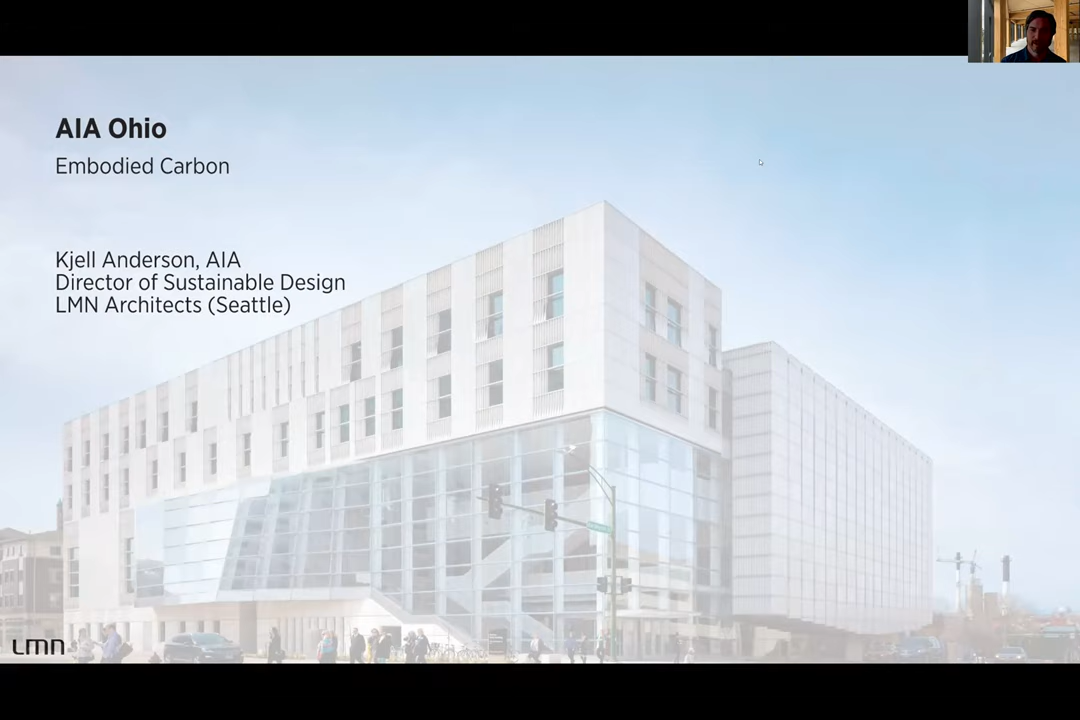 AIA Ohio
Embodied Carbon
Kjell Anderson, AIA
Director of Sustainable Design
LMN Architects (Seattle)
LMN